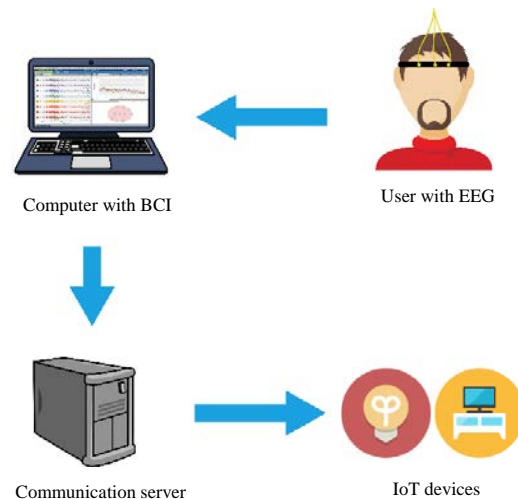 Computer with BCI
User with EEG
Communication server
IoT devices